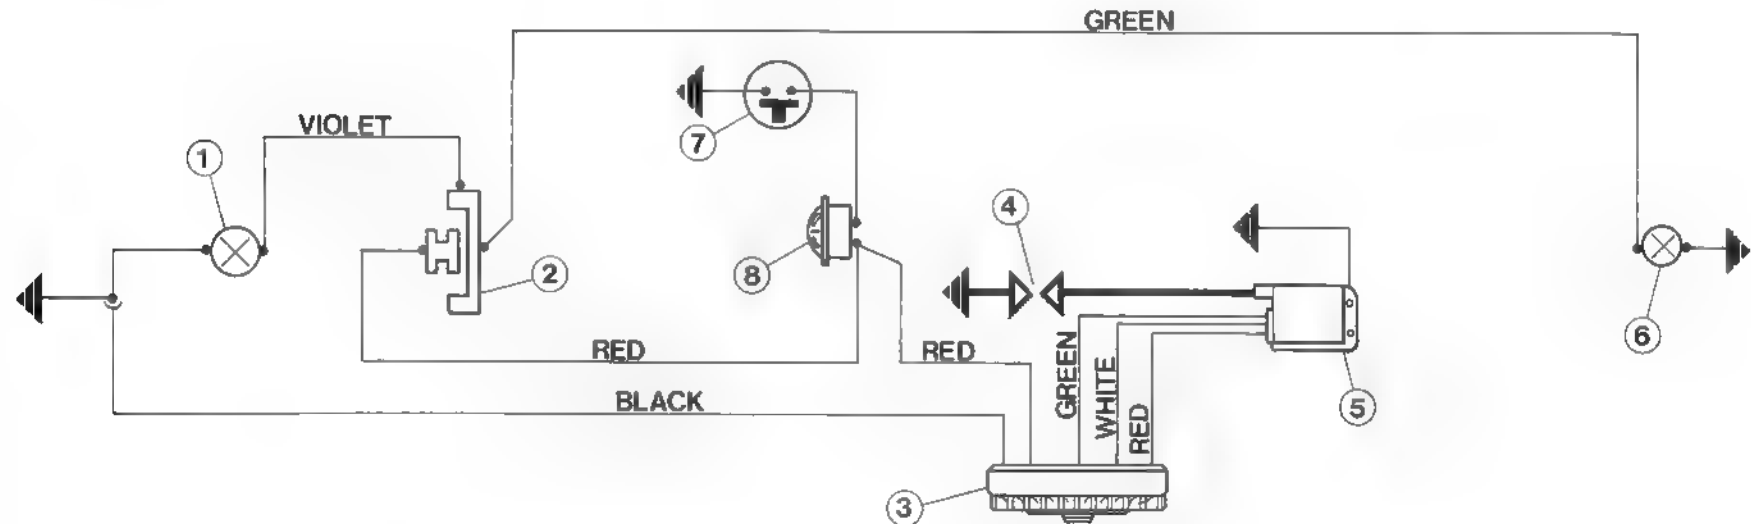 GREEN
VIOLET
7
1
4
2
8
6
RED
RED
GREEN
WHITE
RED
5
BLACK
3